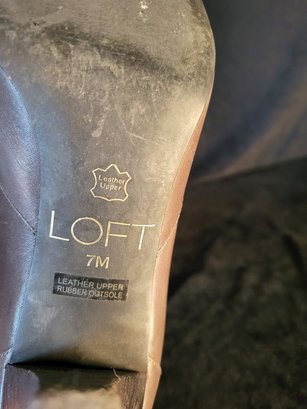 Leather
Upper
LOFT
7M
LEATHER UPPER
RUBBER OUTSOLE